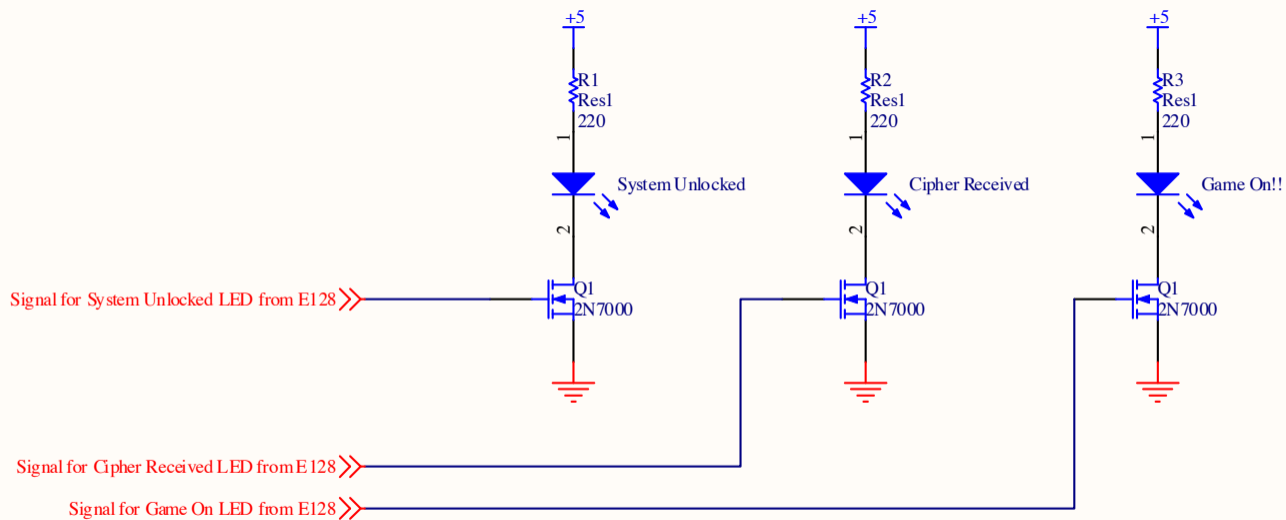 +5
+5
+5
R1
Res1
220
R2
Res1
220
R3
Res1
220
1
1
1
System Unlocked
Cipher Received
Game On!!
2
2
2
Signal for System Unlocked LED from E128
Q1
2N7000
Q1
2N7000
Q1
2N7000
Signal for Cipher Received LED from E128
Signal for Game On LED from E128